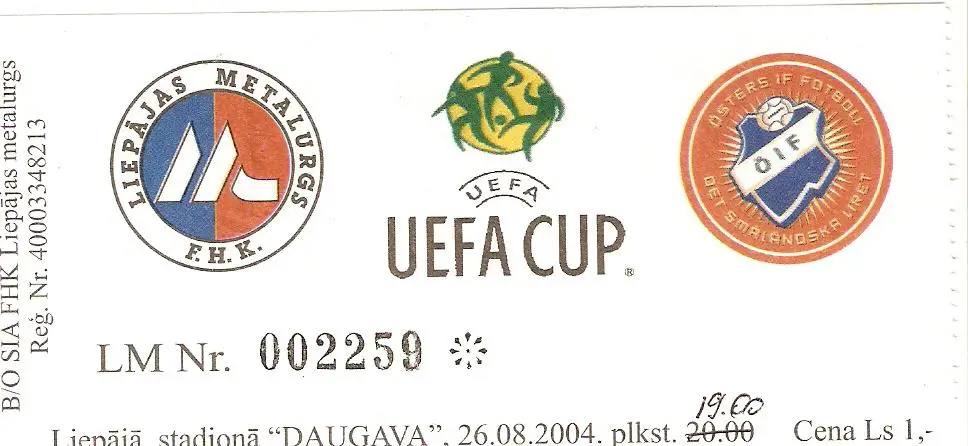 B/O SIA FHK Liepājas metalurgs
Reģ. Nr. 40003348213
LIEPĀJAS METALURGS
F.H.K.
UEFA
UEFA CUP®
ÖSTERS IF FOTBOLL
ÖIF
DET SMÅLÄNDSKA LIRET
LM Nr. 002259 *
19.00
Liepājā, stadionā “DAUGAVA”, 26.08.2004. plkst. 20.00 Cena Ls 1,-